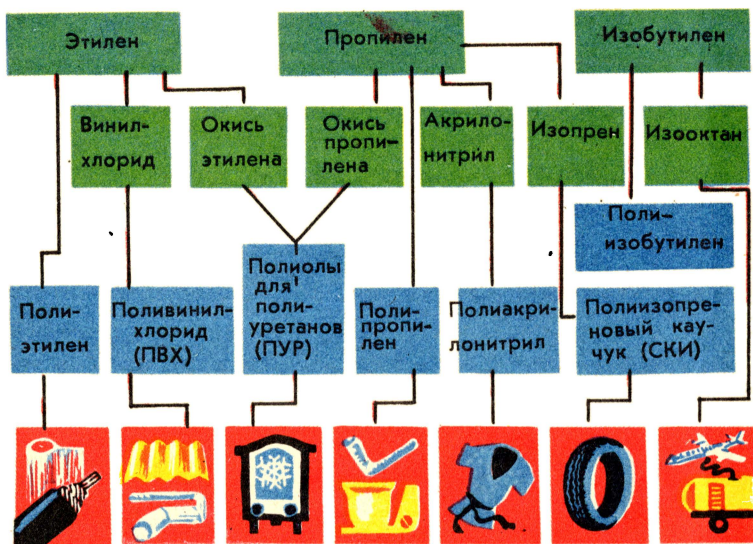 Этилен
Пропилен
Изобутилен
Винил-
хлорид
Окись
этилена
Окись
пропи-
лена
Акрило-
нитрил
Изопрен
Изооктан
Поли-
изобутилен
Поли-
этилен
Поливинил-
хлорид
(ПВХ)
Полиолы
для
поли-
уретанов
(ПУР)
Поли-
пропи-
лен
Полиакри-
лонитрил
Полиизопре-
новый кау-
чук (СКИ)